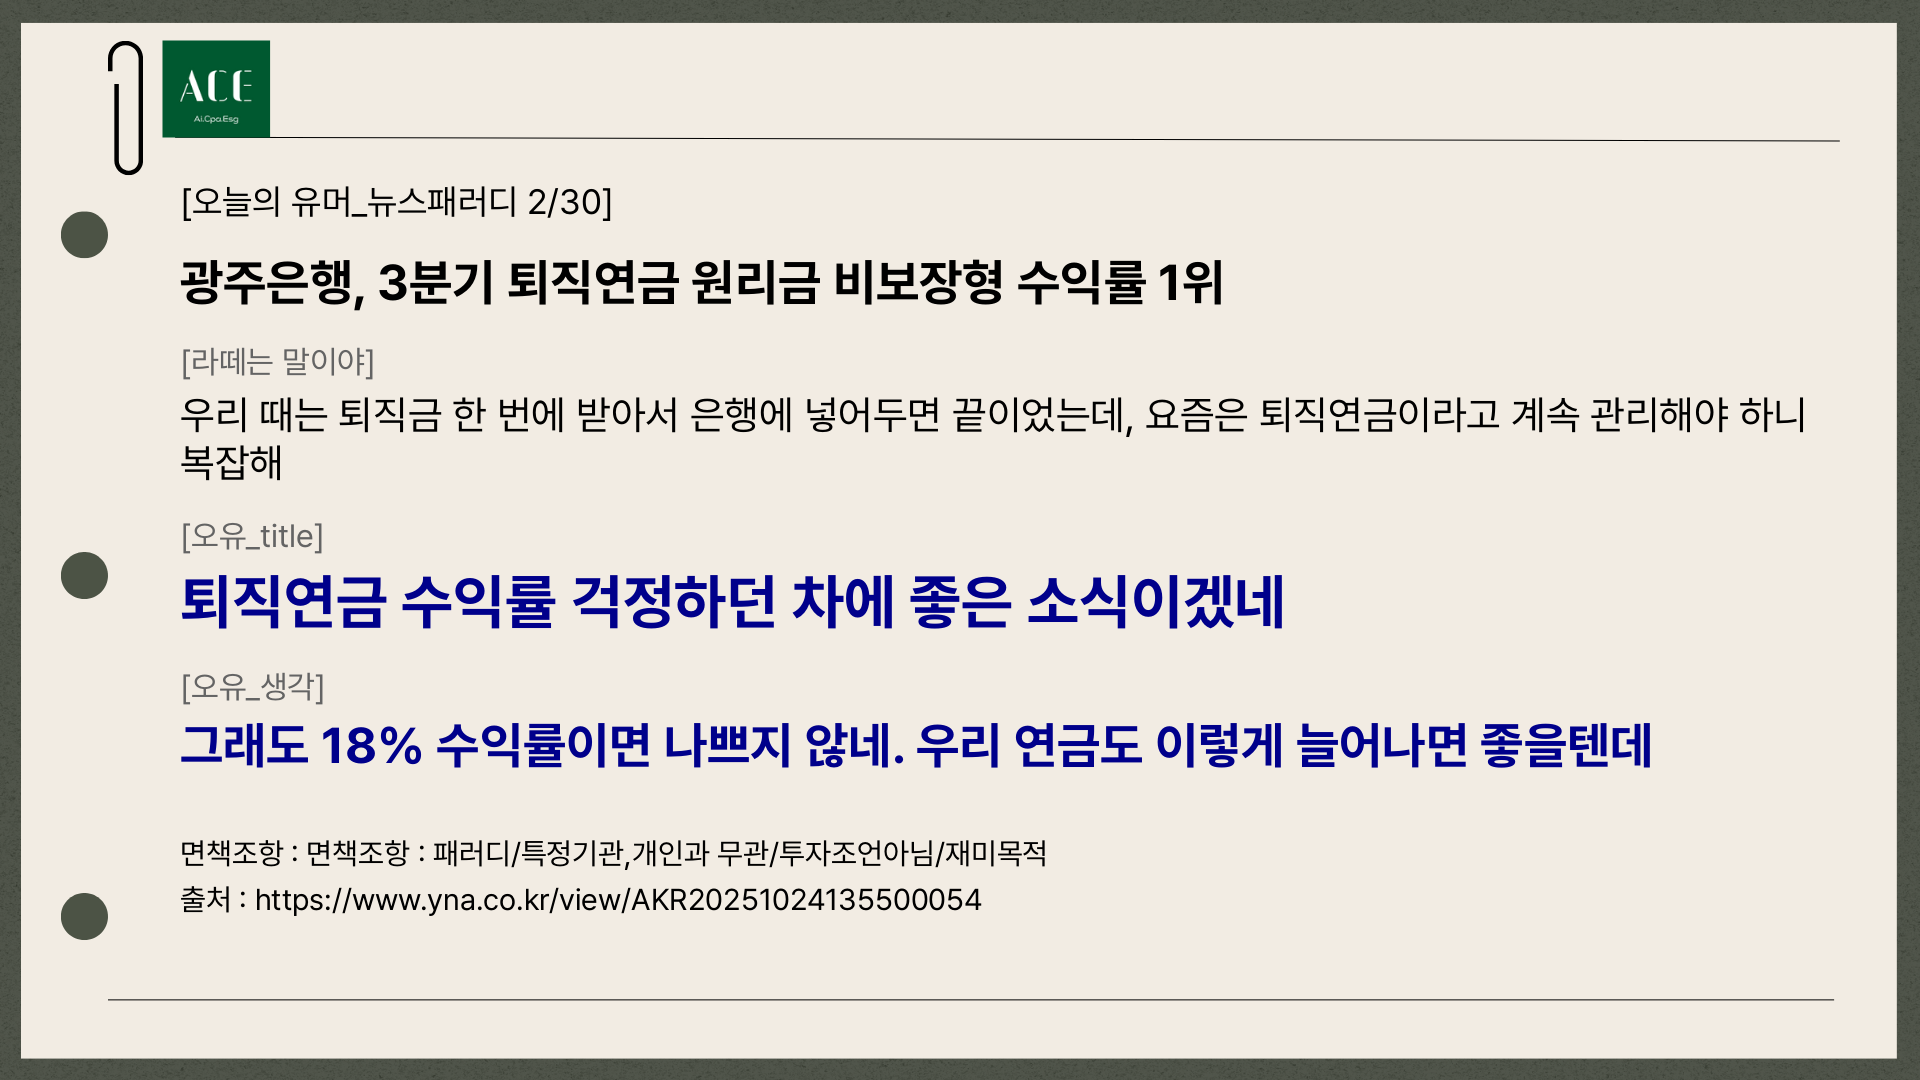 ACE
Ai.Cpa.Esg
[오늘의 유머_뉴스패러디 2/30]
광주은행, 3분기 퇴직연금 원리금 비보장형 수익률 1위
[라떼는 말이야]
우리 때는 퇴직금 한 번에 받아서 은행에 넣어두면 끝이었는데, 요즘은 퇴직연금이라고 계속 관리해야 하니
복잡해
[오유_title]
퇴직연금 수익률 걱정하던 차에 좋은 소식이겠네
[오유_생각]
그래도 18% 수익률이면 나쁘지 않네. 우리 연금도 이렇게 늘어나면 좋을텐데
면책조항 : 면책조항 : 패러디/특정기관,개인과 무관/투자조언아님/재미목적
출처 : https://www.yna.co.kr/view/AKR20251024135500054